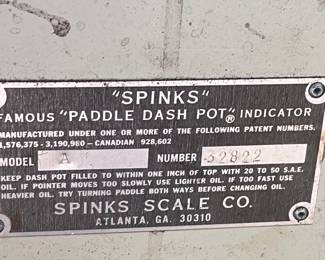 "SPINKS"
FAMOUS "PADDLE DASH POT"® INDICATOR
MANUFACTURED UNDER ONE OR MORE OF THE FOLLOWING PATENT NUMBERS.
1,576,375 - 3,190,980 - CANADIAN : 928,602
MODEL A NUMBER 52822
KEEP DASH POT FILLED TO WITHIN ONE INCH OF TOP WITH 20 TO 50 S.A.E.
OIL. IF POINTER MOVES TOO SLOWLY USE LIGHTER OIL. IF TOO FAST USE
HEAVIER OIL. TRY TURNING PADDLE BOTH WAYS BEFORE CHANGING OIL.
SPINKS SCALE CO.
ATLANTA, GA. 30310